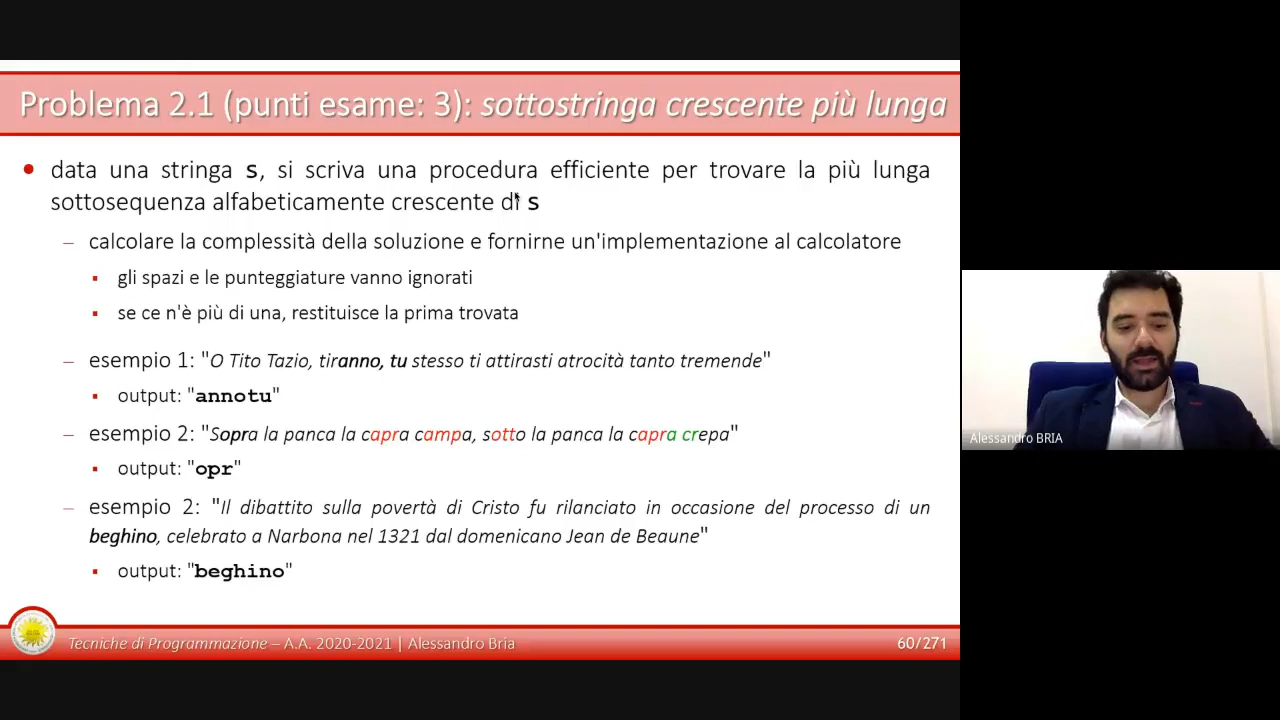 Problema 2.1 (punti esame: 3): sottostringa crescente più lunga
data una stringa s, si scriva una procedura efficiente per trovare la più lunga
sottosequenza alfabeticamente crescente di s
– calcolare la complessità della soluzione e fornirne un'implementazione al calcolatore
▪ gli spazi e le punteggiature vanno ignorati
▪ se ce n'è più di una, restituisce la prima trovata
– esempio 1: "O Tito Tazio, tiranno, tu stesso ti attirasti atrocità tanto tremende"
▪ output: "annotu"
– esempio 2: "Sopra la panca la capra campa, sotto la panca la capra crepa"
▪ output: "opr"
– esempio 2: "Il dibattito sulla povertà di Cristo fu rilanciato in occasione del processo di un
beghino, celebrato a Narbona nel 1321 dal domenicano Jean de Beaune"
▪ output: "beghino"
Tecniche di Programmazione – A.A. 2020-2021 | Alessandro Bria
60/271
Alessandro BRIA